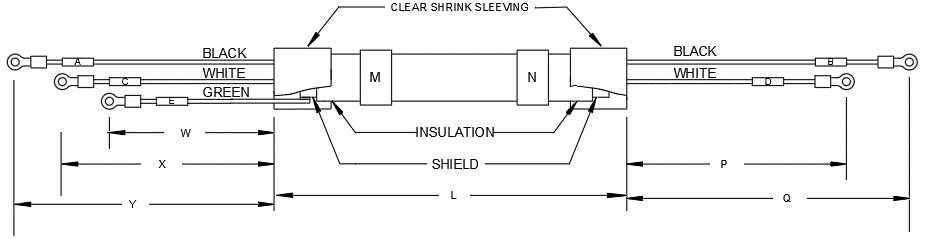 CLEAR SHRINK SLEEVING
BLACK
BLACK
A
B
M
N
WHITE
WHITE
C
D
GREEN
E
W
INSULATION
X
SHIELD
P
Y
L
Q